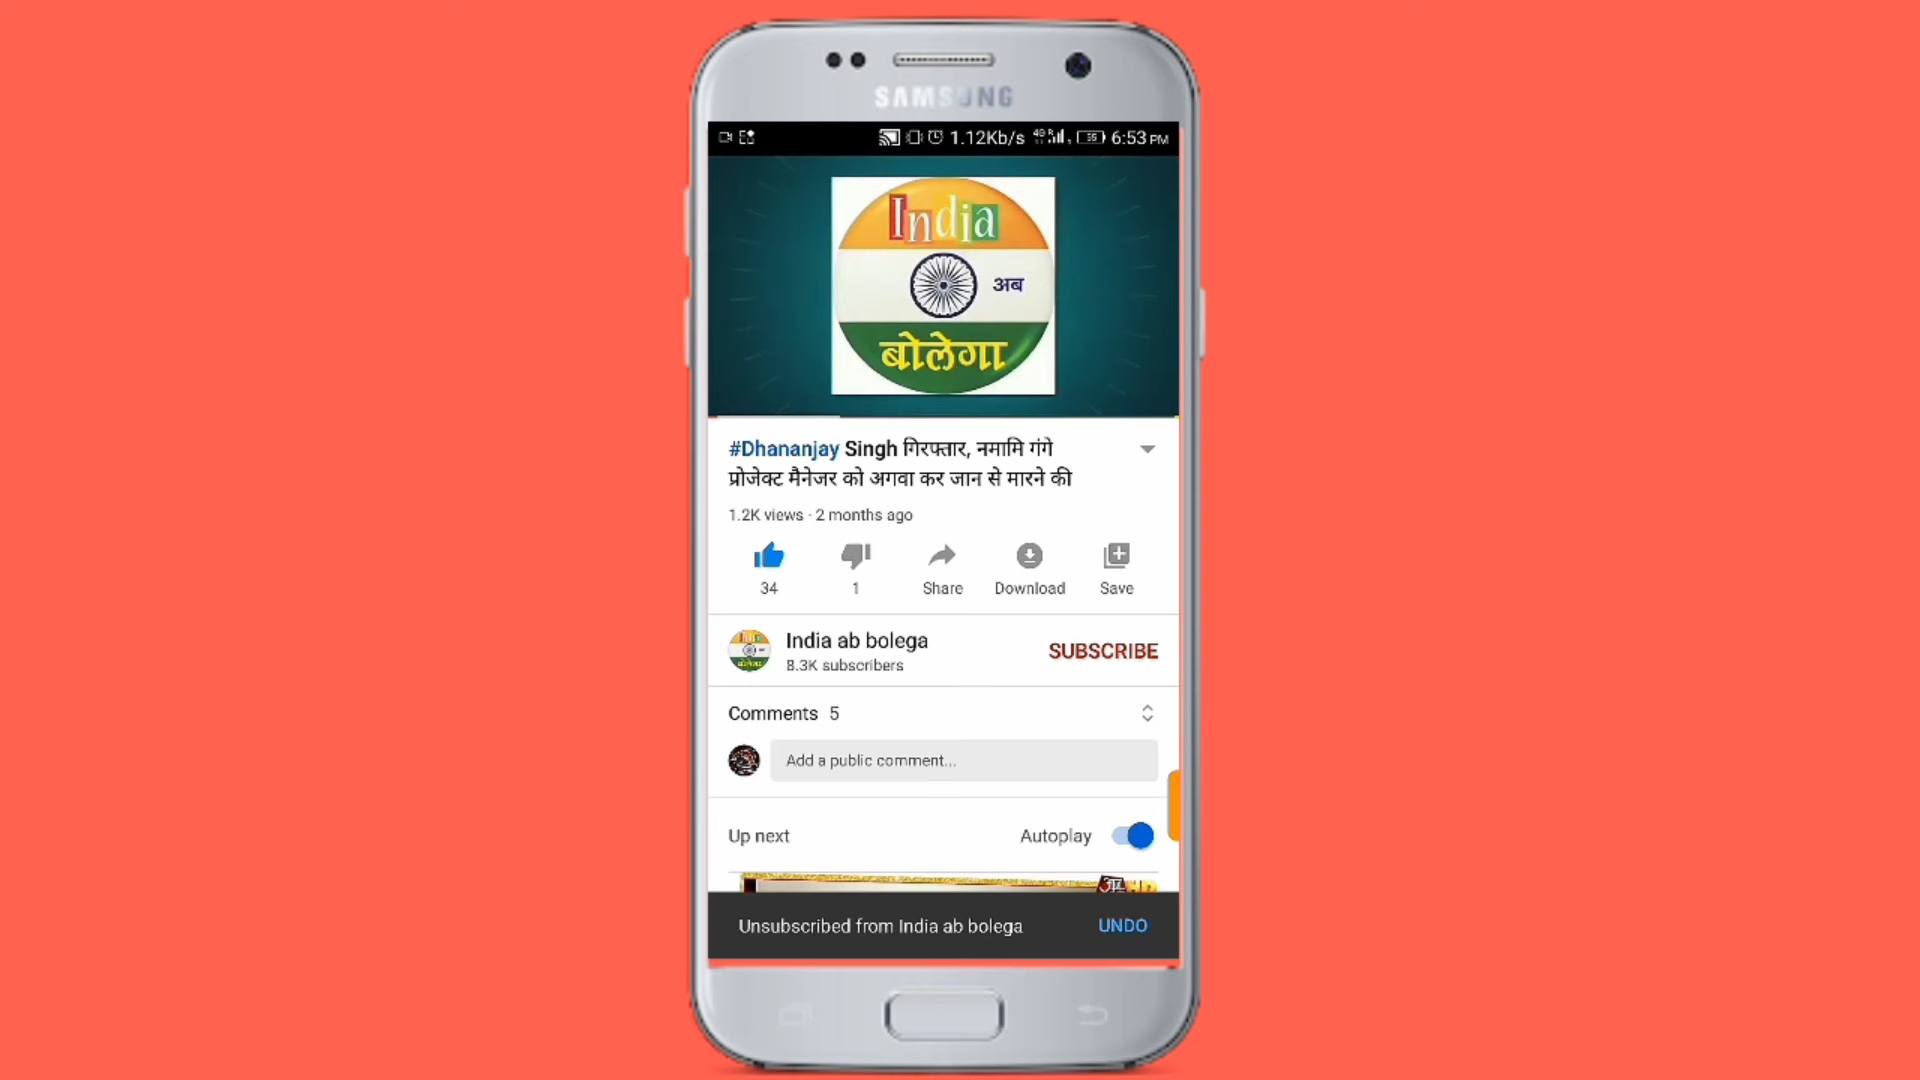 SAMSUNG
1.12Kb/s 4G R 55 6:53 PM
India
अब
बोलेगा
#Dhananjay Singh गिरफ्तार, नमामि गंगे
प्रोजेक्ट मैनेजर को अगवा कर जान से मारने की
1.2K views · 2 months ago
34 1 Share Download Save
India ab bolega SUBSCRIBE
8.3K subscribers
Comments 5
Add a public comment...
Up next Autoplay
Unsubscribed from India ab bolega UNDO